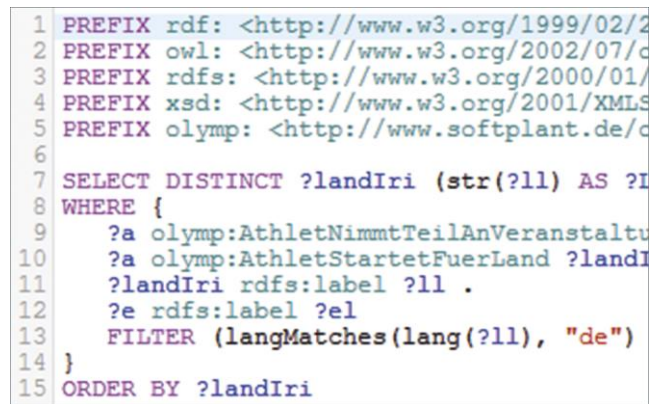 1 PREFIX rdf: <http://www.w3.org/1999/02/2
2 PREFIX owl: <http://www.w3.org/2002/07/o
3 PREFIX rdfs: <http://www.w3.org/2000/01/
4 PREFIX xsd: <http://www.w3.org/2001/XMLS
5 PREFIX olymp: <http://www.softplant.de/o
6
7 SELECT DISTINCT ?landIri (str(?ll) AS ?L
8 WHERE {
9 ?a olymp:AthletNimmtTeilAnVeranstaltu
10 ?a olymp:AthletStartetFuerLand ?landI
11 ?landIri rdfs:label ?ll .
12 ?e rdfs:label ?el
13 FILTER (langMatches(lang(?ll), "de")
14 }
15 ORDER BY ?landIri